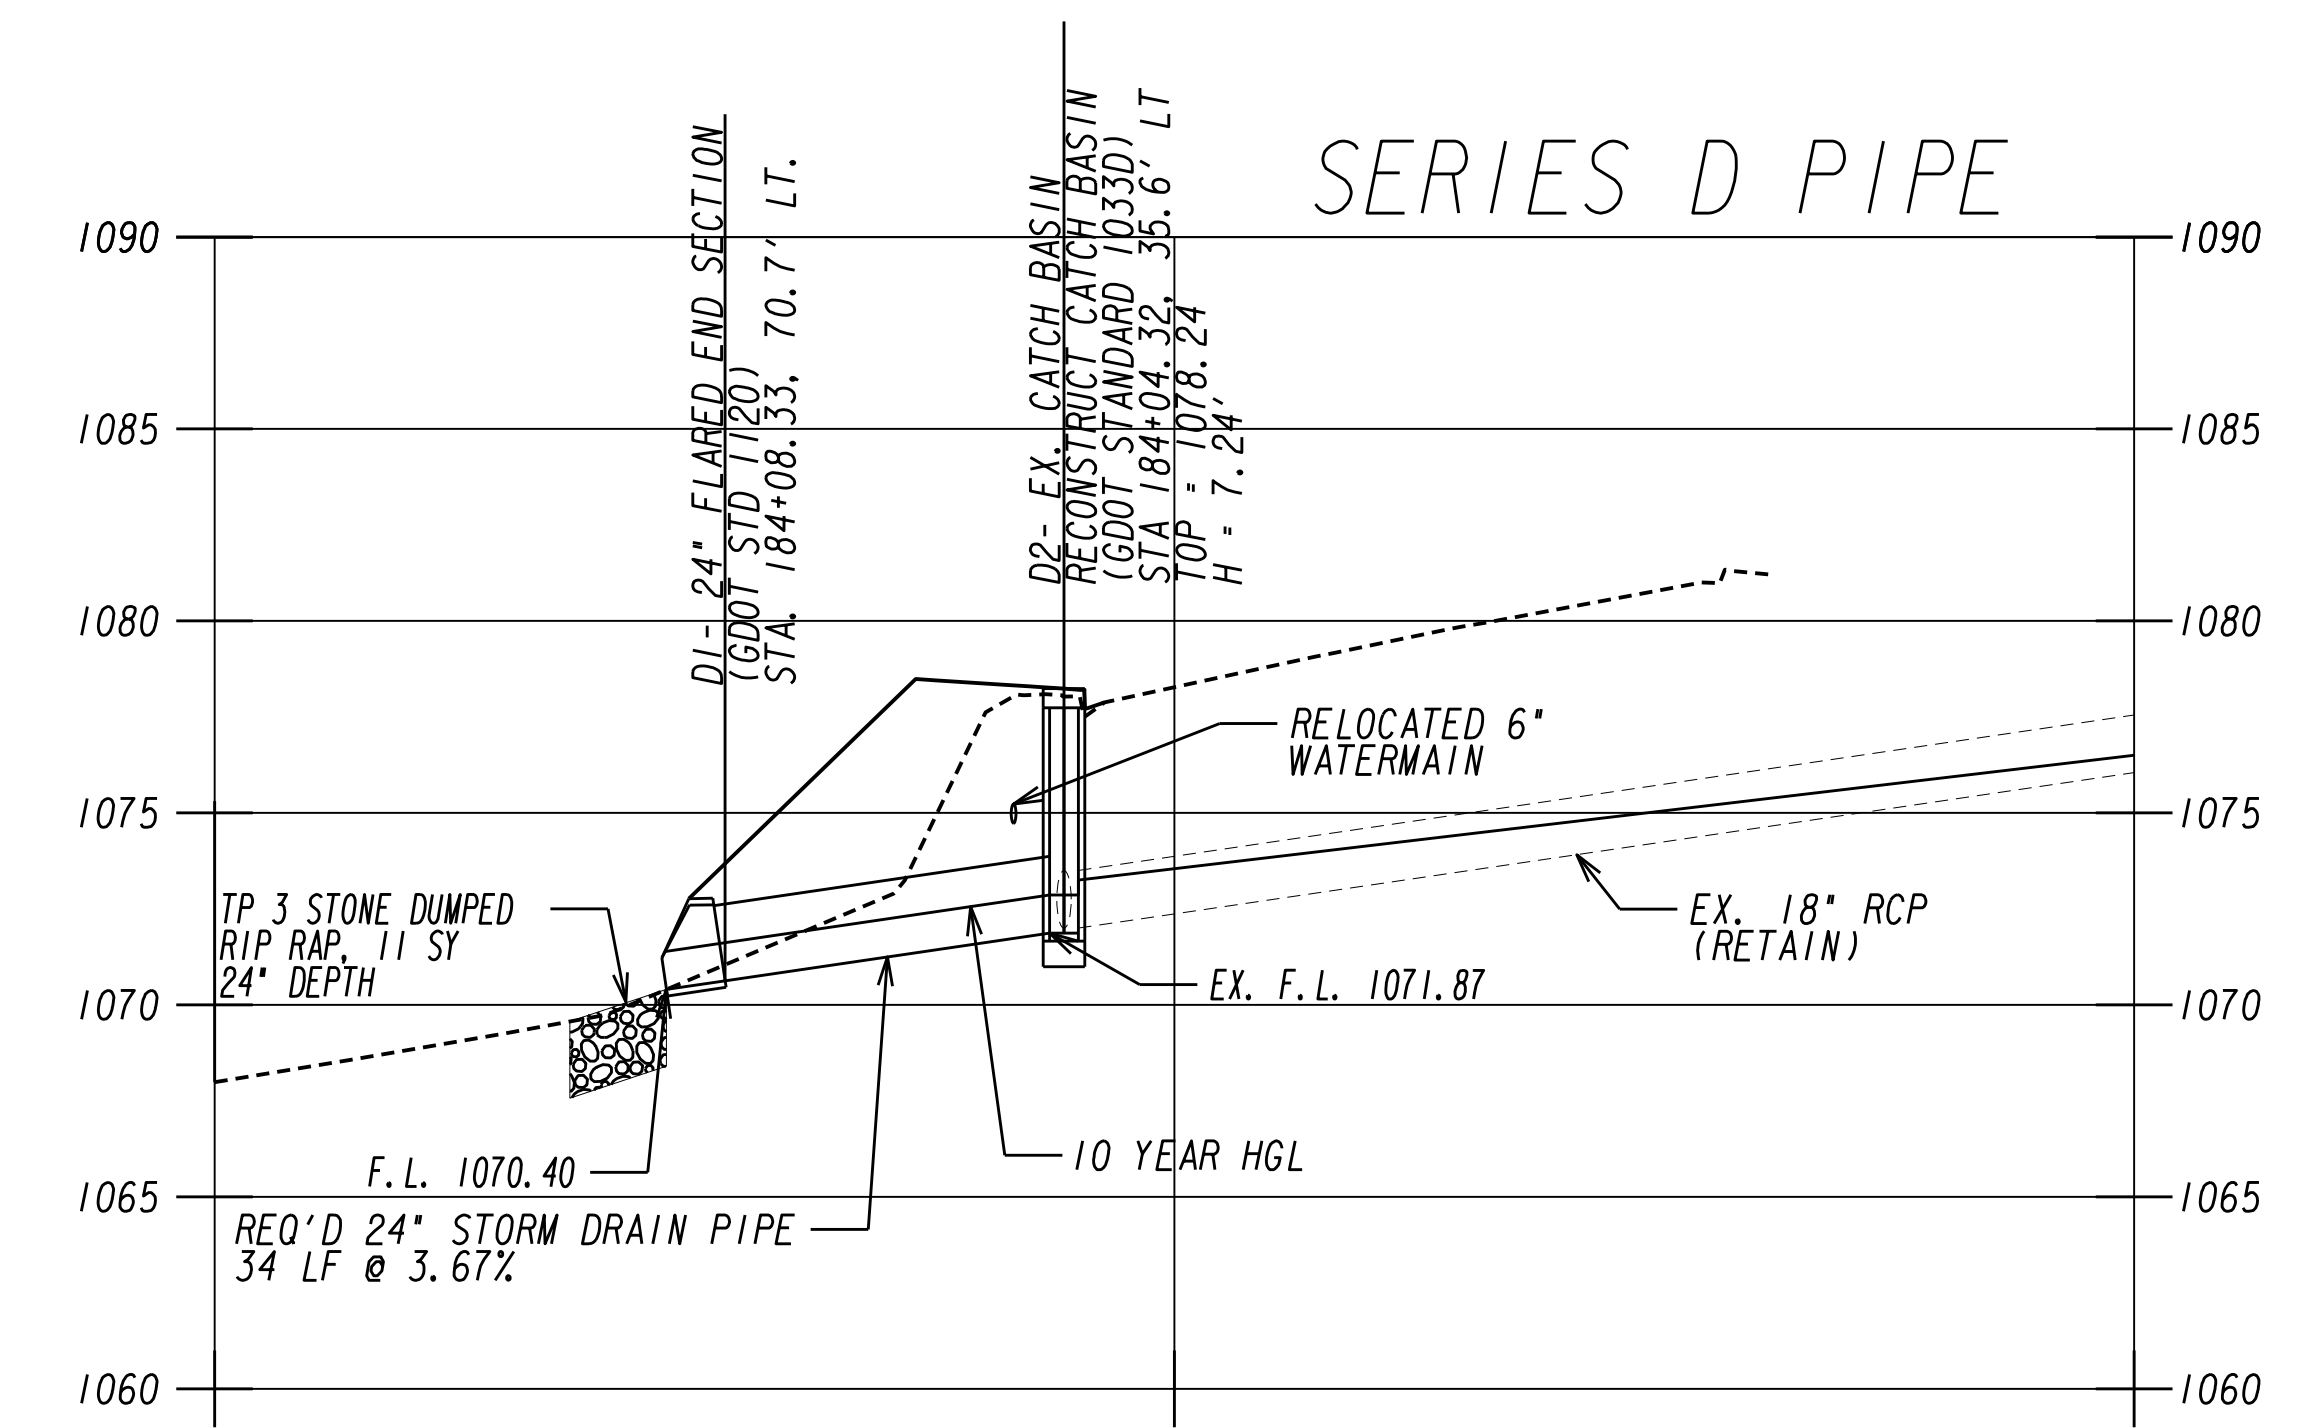 SERIES D PIPE
D1- 24" FLARED END SECTION
(GDOT STD 1120)
STA. 184+08.33, 70.7' LT.
D2- EX. CATCH BASIN
RECONSTRUCT CATCH BASIN
(GDOT STANDARD 1033D)
STA 184+04.32, 35.6' LT
TOP = 1078.24
H = 7.24'
1090
1090
1085
1085
1080
1080
RELOCATED 6"
WATERMAIN
1075
1075
TP 3 STONE DUMPED
RIP RAP, 11 SY
24" DEPTH
EX. 18" RCP
(RETAIN)
EX. F.L. 1071.87
1070
1070
10 YEAR HGL
F.L. 1070.40
1065
1065
REQ'D 24" STORM DRAIN PIPE
34 LF @ 3.67%
1060
1060